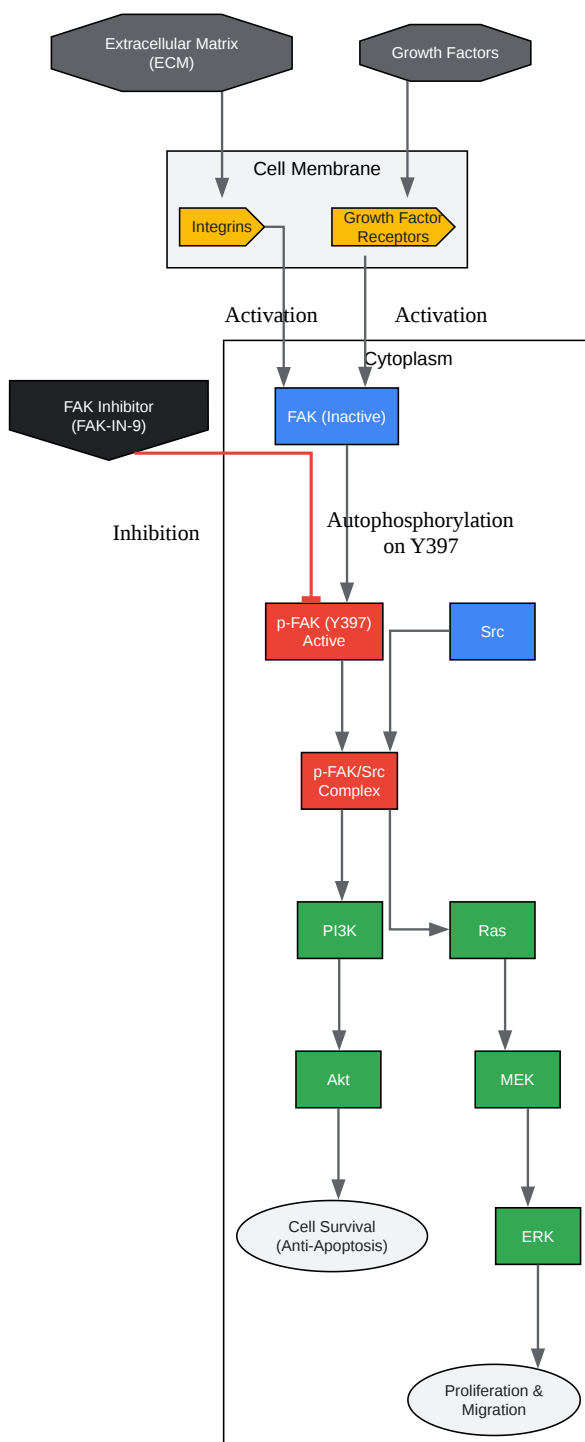 Extracellular Matrix
(ECM)
Growth Factors
Cell Membrane
Integrins
Growth Factor
Receptors
Activation
Activation
Cytoplasm
FAK Inhibitor
(FAK-IN-9)
FAK (Inactive)
Inhibition
Autophosphorylation
on Y397
p-FAK (Y397)
Active
Src
p-FAK/Src
Complex
PI3K
Ras
Akt
MEK
Cell Survival
(Anti-Apoptosis)
ERK
Proliferation &
Migration